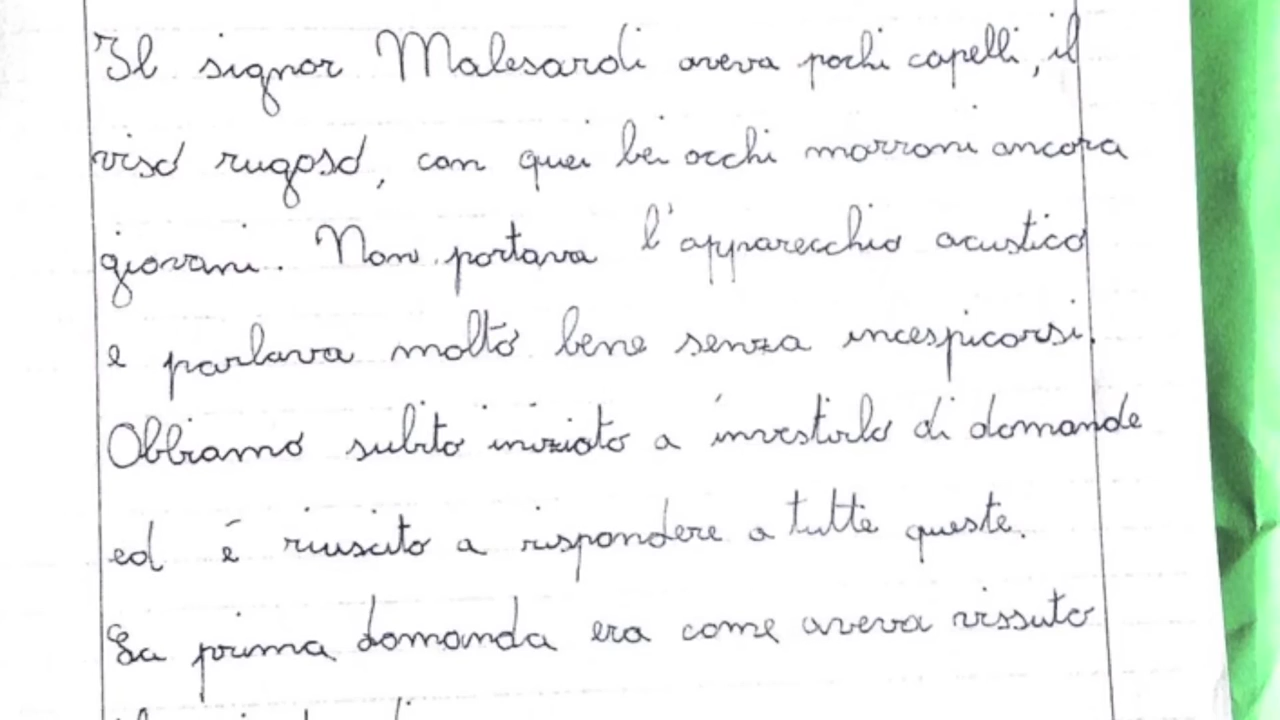 Il signor Malesardi aveva pochi capelli, il
viso rugoso, con quei bei occhi marroni ancora
giovani. Non portava l'apparecchio acustico
e parlava molto bene senza incespicarsi.
Abbiamo subito iniziato a investirlo di domande
ed é riuscito a rispondere a tutte queste.
La prima domanda era come aveva vissuto